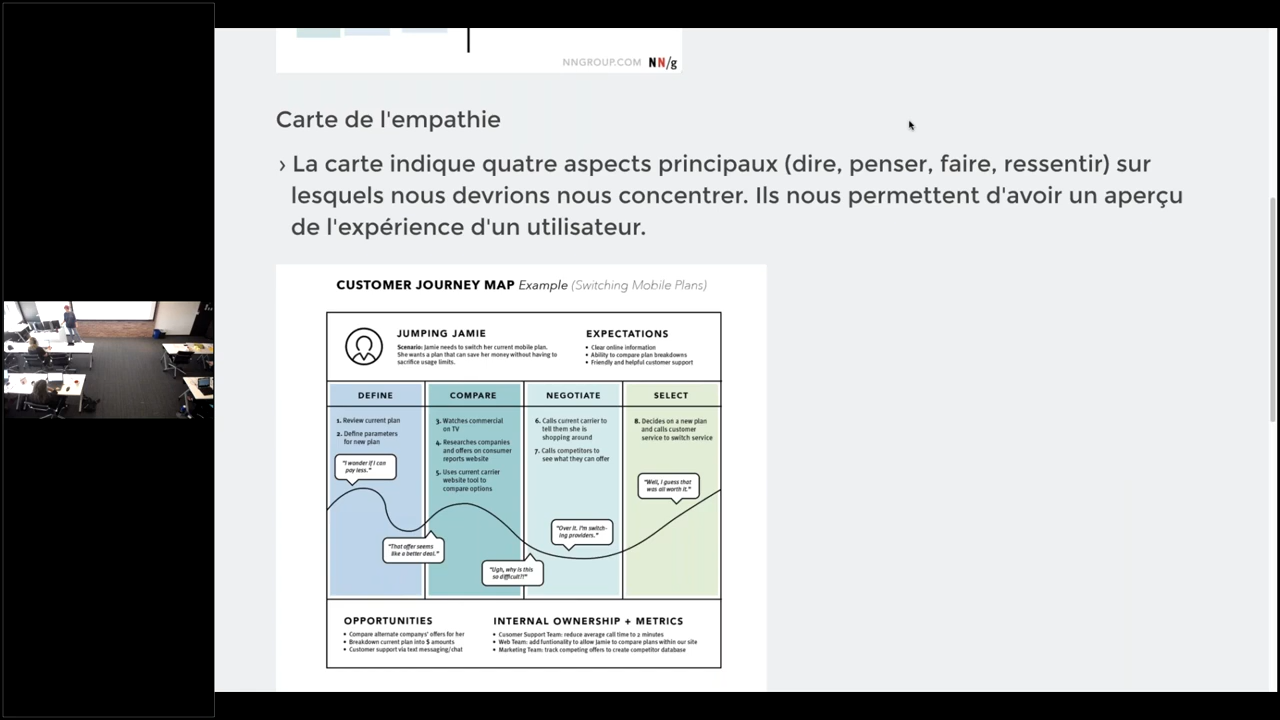 NNGROUP.COM NN/g
Carte de l'empathie
› La carte indique quatre aspects principaux (dire, penser, faire, ressentir) sur
lesquels nous devrions nous concentrer. Ils nous permettent d'avoir un aperçu
de l'expérience d'un utilisateur.
CUSTOMER JOURNEY MAP Example (Switching Mobile Plans)
JUMPING JAMIE
Scenario: Jamie needs to switch her current mobile plan.
She wants a plan that can save her money without having to
sacrifice usage limits.
EXPECTATIONS
• Clear online information
• Ability to compare plan breakdowns
• Friendly and helpful customer support
DEFINE
1. Review current plan
2. Define parameters
for new plan
"I wonder if I can
pay less."
"That offer seems
like a better deal."
COMPARE
3. Watches commercial
on TV
4. Researches companies
and offers on consumer
reports website
5. Uses current carrier
website tool to
compare options
"Ugh, why is this
so difficult?!"
NEGOTIATE
6. Calls current carrier to
tell them she is
shopping around
7. Calls competitors to
see what they can offer
"Over it. I'm switch-
ing providers."
SELECT
8. Decides on a new plan
and calls customer
service to switch service
"Well, I guess that
was all worth it."
OPPORTUNITIES
• Compare alternate companys' offers for her
• Breakdown current plan into $ amounts
• Customer support via text messaging/chat
INTERNAL OWNERSHIP + METRICS
• Cusomer Support Team: reduce average call time to 2 minutes
• Web Team: add funtionality to allow Jamie to compare plans within our site
• Marketing Team: track competing offers to create competitor database